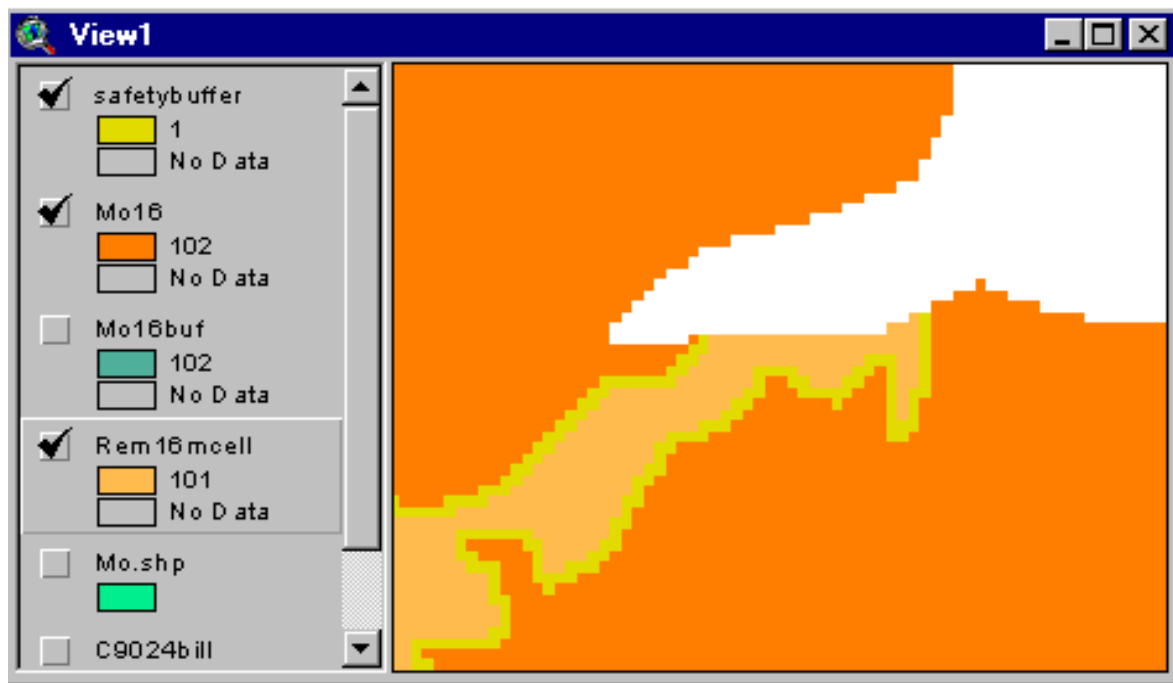 View1
safetybuffer
1
No Data
Mo16
102
No Data
Mo16buf
102
No Data
Rem16mcell
101
No Data
Mo.shp
C9024bill